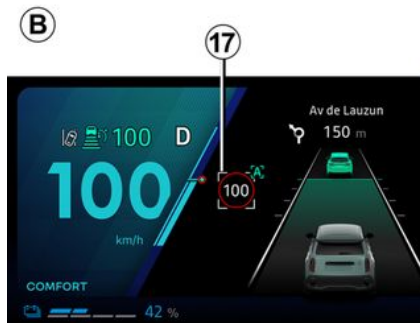 B
17
Av de Lauzun
150 m
100 D
A
100
100
km/h
COMFORT
42 %